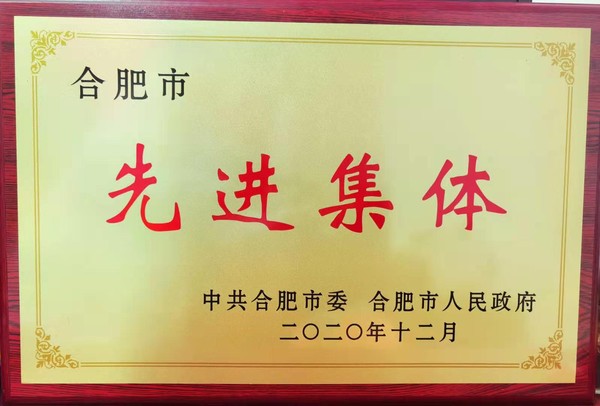 合肥市
先进集体
中共合肥市委 合肥市人民政府
二〇二〇年十二月